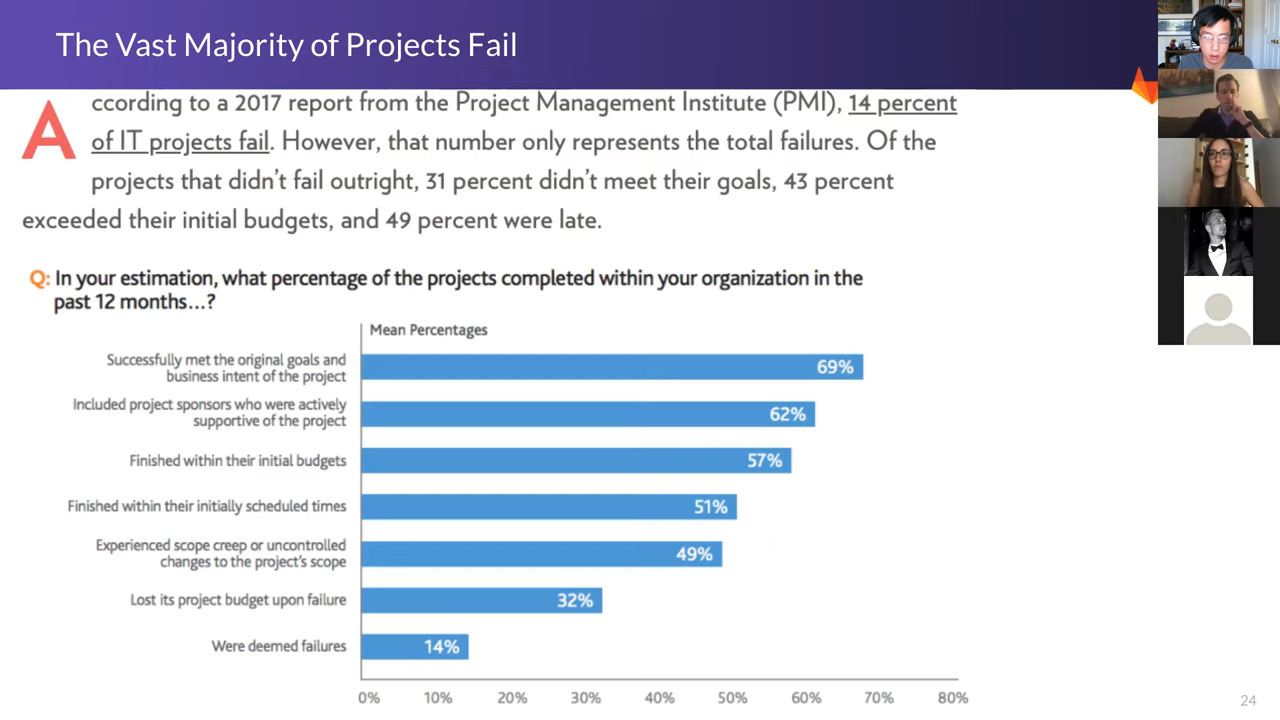 The Vast Majority of Projects Fail
According to a 2017 report from the Project Management Institute (PMI), 14 percent
of IT projects fail. However, that number only represents the total failures. Of the
projects that didn't fail outright, 31 percent didn't meet their goals, 43 percent
exceeded their initial budgets, and 49 percent were late.
Q: In your estimation, what percentage of the projects completed within your organization in the
past 12 months…?
Mean Percentages
Successfully met the original goals and
business intent of the project
69%
Included project sponsors who were actively
supportive of the project
62%
Finished within their initial budgets
57%
Finished within their initially scheduled times
51%
Experienced scope creep or uncontrolled
changes to the project's scope
49%
Lost its project budget upon failure
32%
Were deemed failures
14%
0% 10% 20% 30% 40% 50% 60% 70% 80%
24